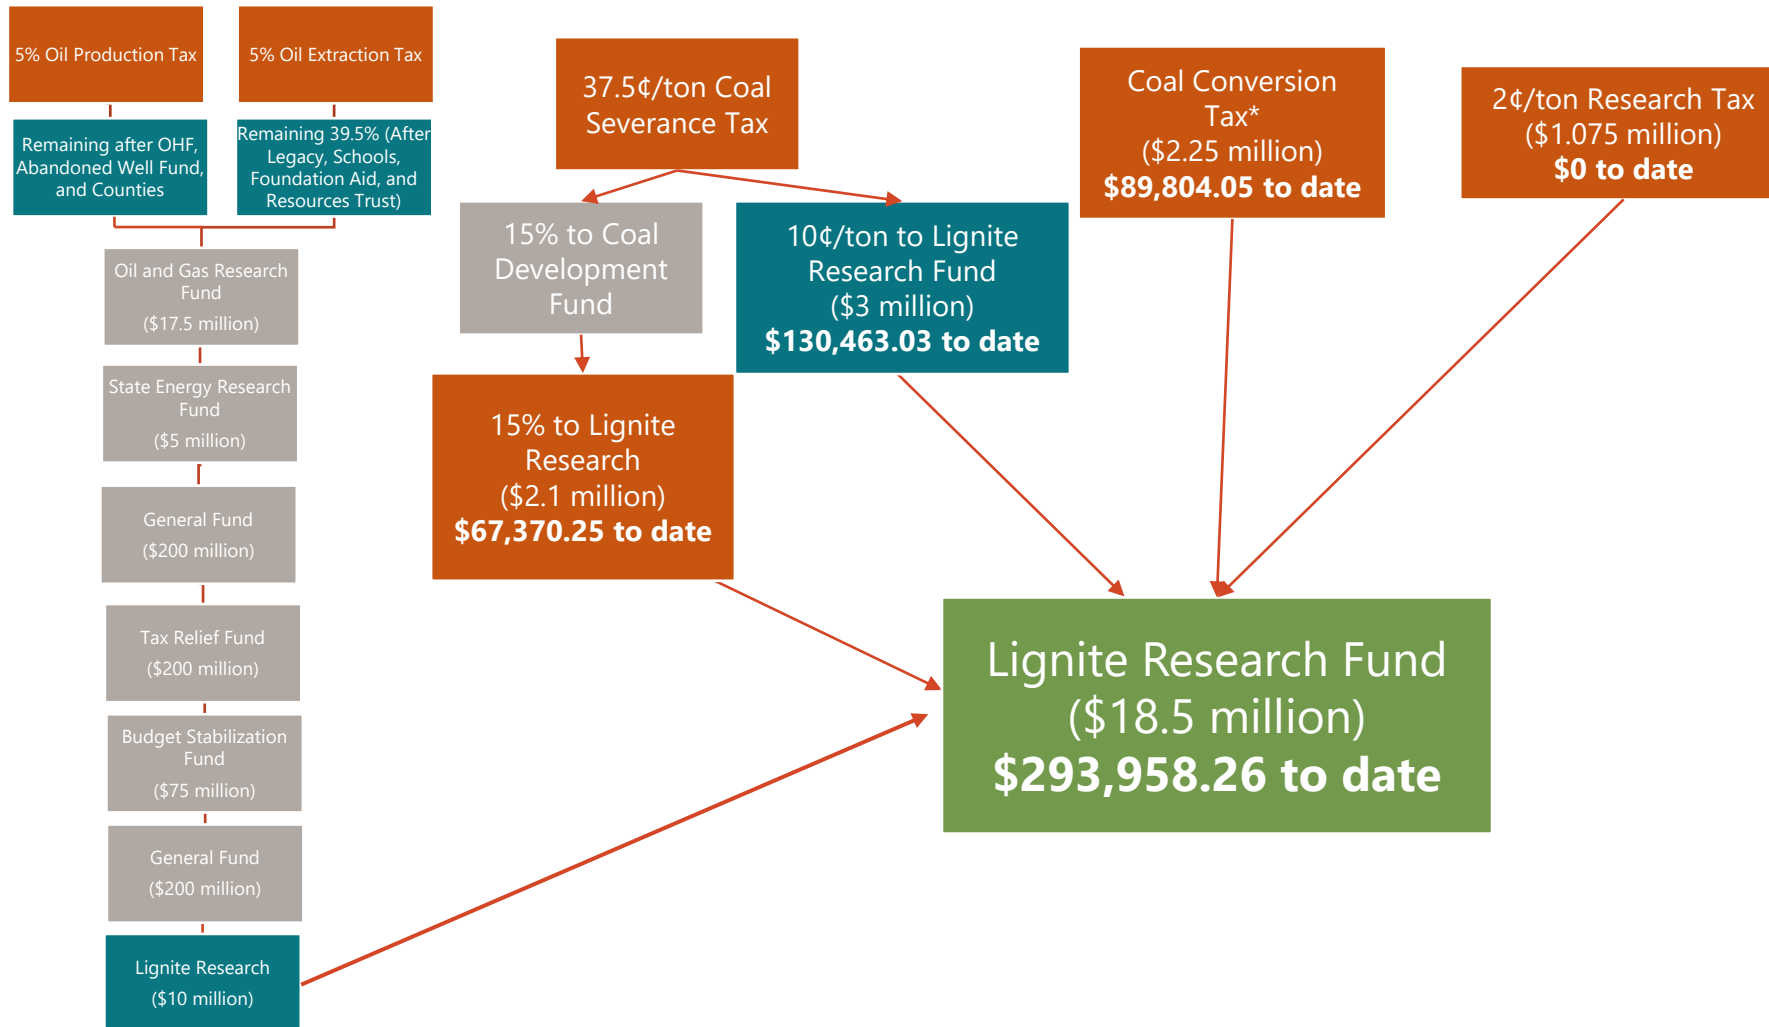 5% Oil Production Tax
5% Oil Extraction Tax
Remaining after OHF,
Abandoned Well Fund,
and Counties
Remaining 39.5% (After
Legacy, Schools,
Foundation Aid, and
Resources Trust)
Oil and Gas Research
Fund
($17.5 million)
State Energy Research
Fund
($5 million)
General Fund
($200 million)
Tax Relief Fund
($200 million)
Budget Stabilization
Fund
($75 million)
General Fund
($200 million)
Lignite Research
($10 million)
37.5¢/ton Coal
Severance Tax
15% to Coal
Development
Fund
10¢/ton to Lignite
Research Fund
($3 million)
$130,463.03 to date
15% to Lignite
Research
($2.1 million)
$67,370.25 to date
Coal Conversion
Tax*
($2.25 million)
$89,804.05 to date
2¢/ton Research Tax
($1.075 million)
$0 to date
Lignite Research Fund
($18.5 million)
$293,958.26 to date